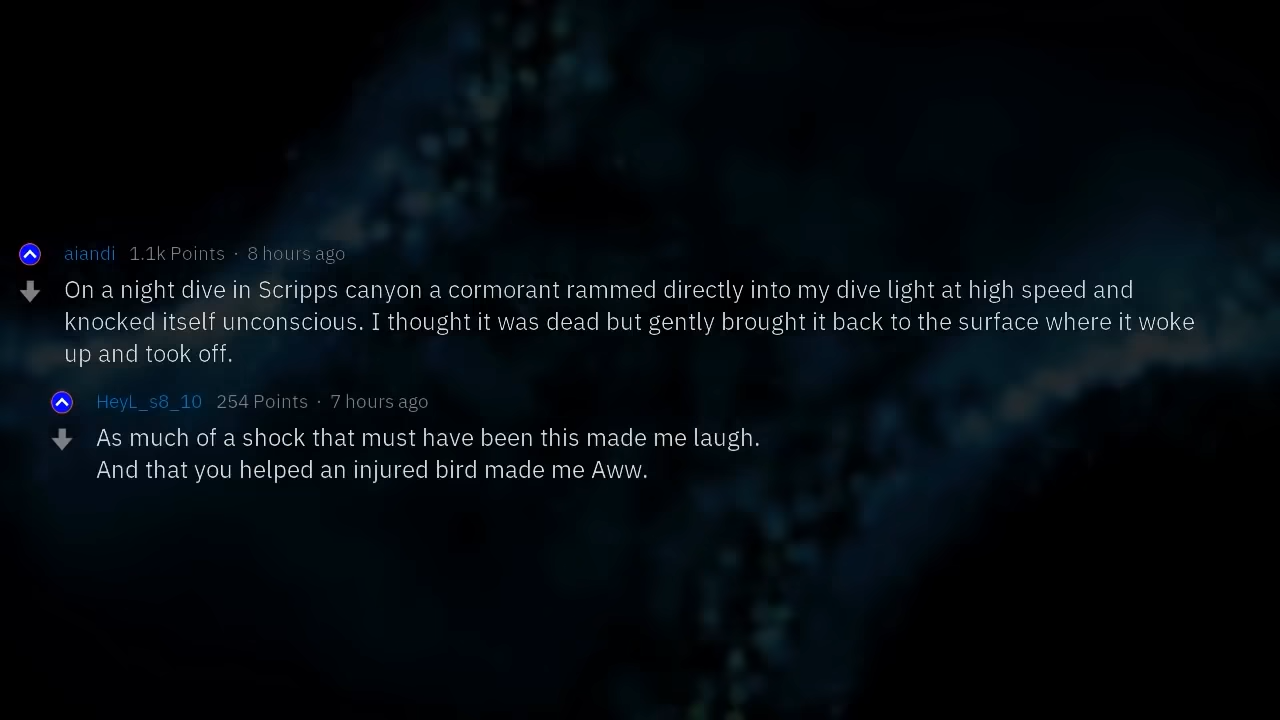 aiandi 1.1k Points · 8 hours ago
On a night dive in Scripps canyon a cormorant rammed directly into my dive light at high speed and
knocked itself unconscious. I thought it was dead but gently brought it back to the surface where it woke
up and took off.
HeyL_s8_10 254 Points · 7 hours ago
As much of a shock that must have been this made me laugh.
And that you helped an injured bird made me Aww.